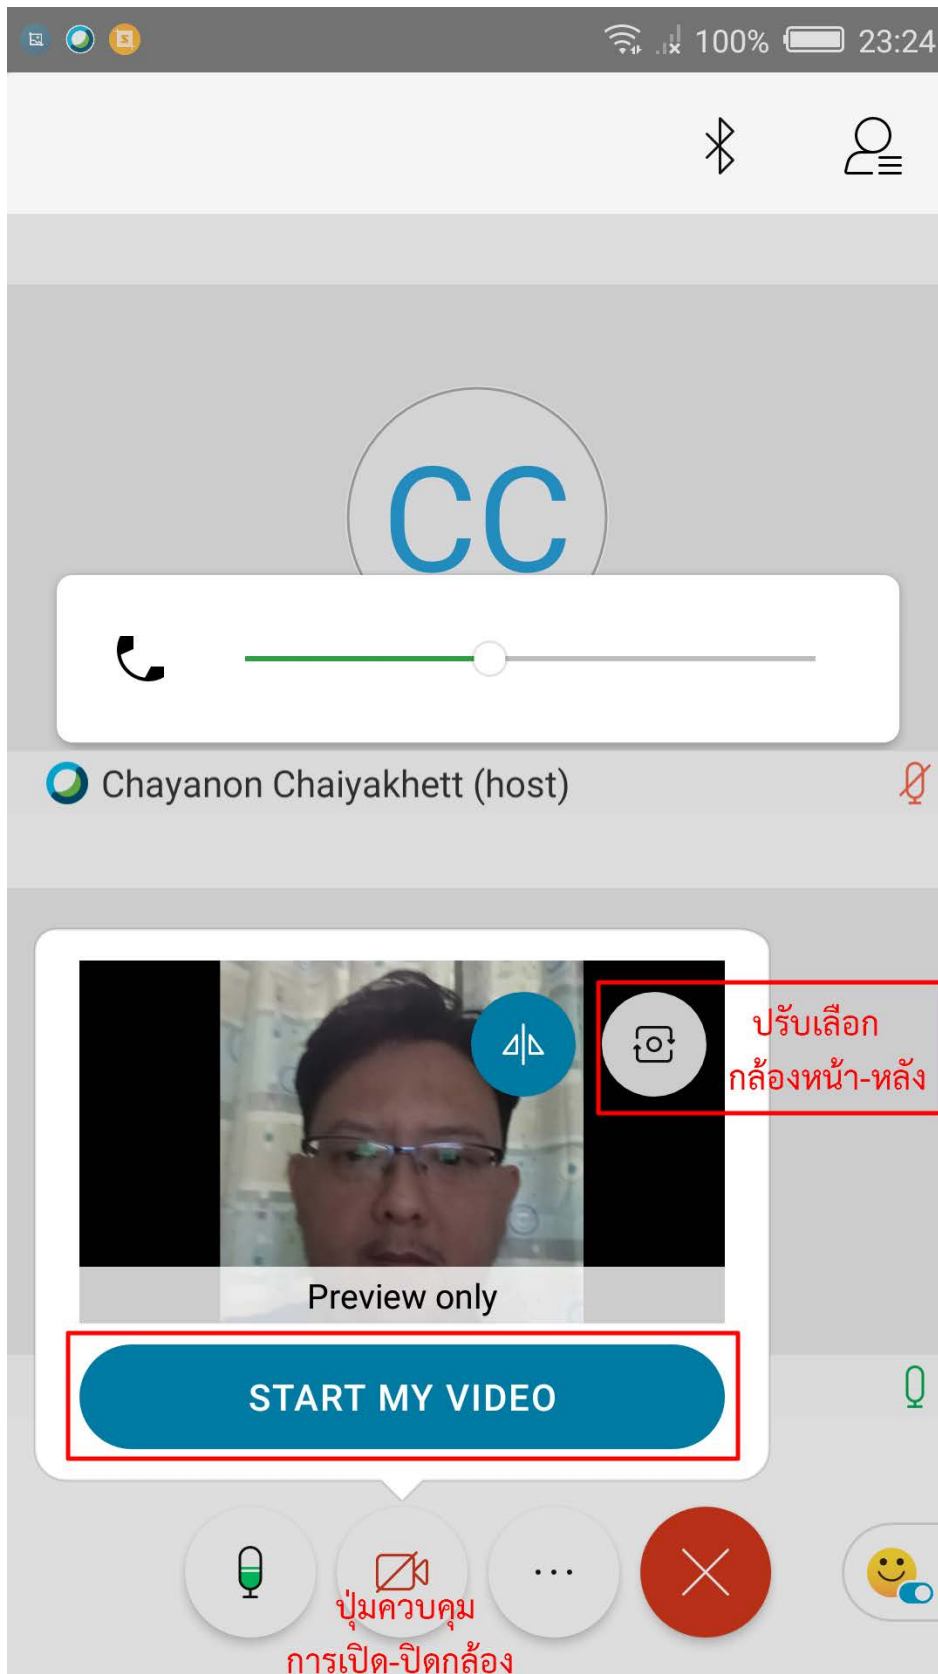 100% 23:24
CC
Chayanon Chaiyakhett (host)
ปรับเลือก
กล้องหน้า-หลัง
Preview only
START MY VIDEO
ปุ่มควบคุม
การเปิด-ปิดกล้อง